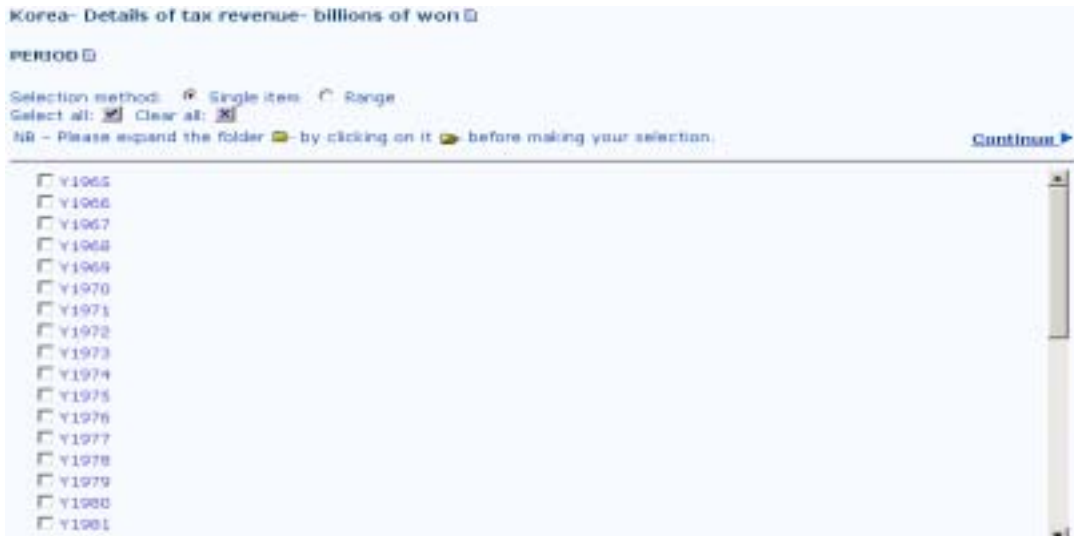 Korea- Details of tax revenue- billions of won
PERIOD
Selection method: Single item Range
Select all: Clear all:
NB - Please expand the folder by clicking on it before making your selection.
Continue
Y1965
Y1966
Y1967
Y1968
Y1969
Y1970
Y1971
Y1972
Y1973
Y1974
Y1975
Y1976
Y1977
Y1978
Y1979
Y1980
Y1981